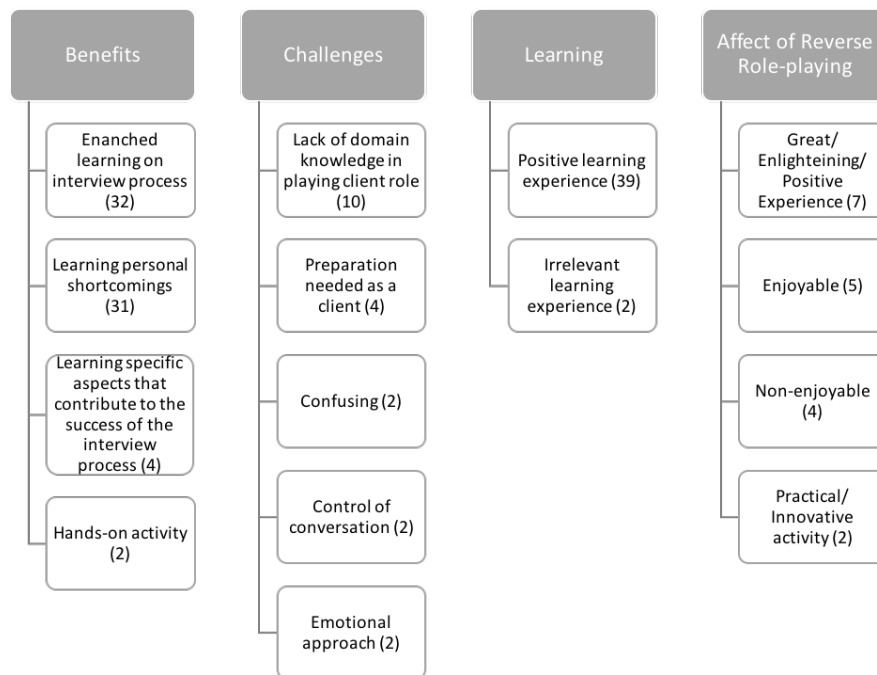 Benefits
Enanched
learning on
interview process
(32)
Learning personal
shortcomings
(31)
Learning specific
aspects that
contribute to the
success of the
interview
process (4)
Hands-on activity
(2)
Challenges
Lack of domain
knowledge in
playing client role
(10)
Preparation
needed as a
client (4)
Confusing (2)
Control of
conversation (2)
Emotional
approach (2)
Learning
Positive learning
experience (39)
Irrelevant
learning
experience (2)
Affect of Reverse
Role-playing
Great/
Enlighteining/
Positive
Experience (7)
Enjoyable (5)
Non-enjoyable
(4)
Practical/
Innovative
activity (2)